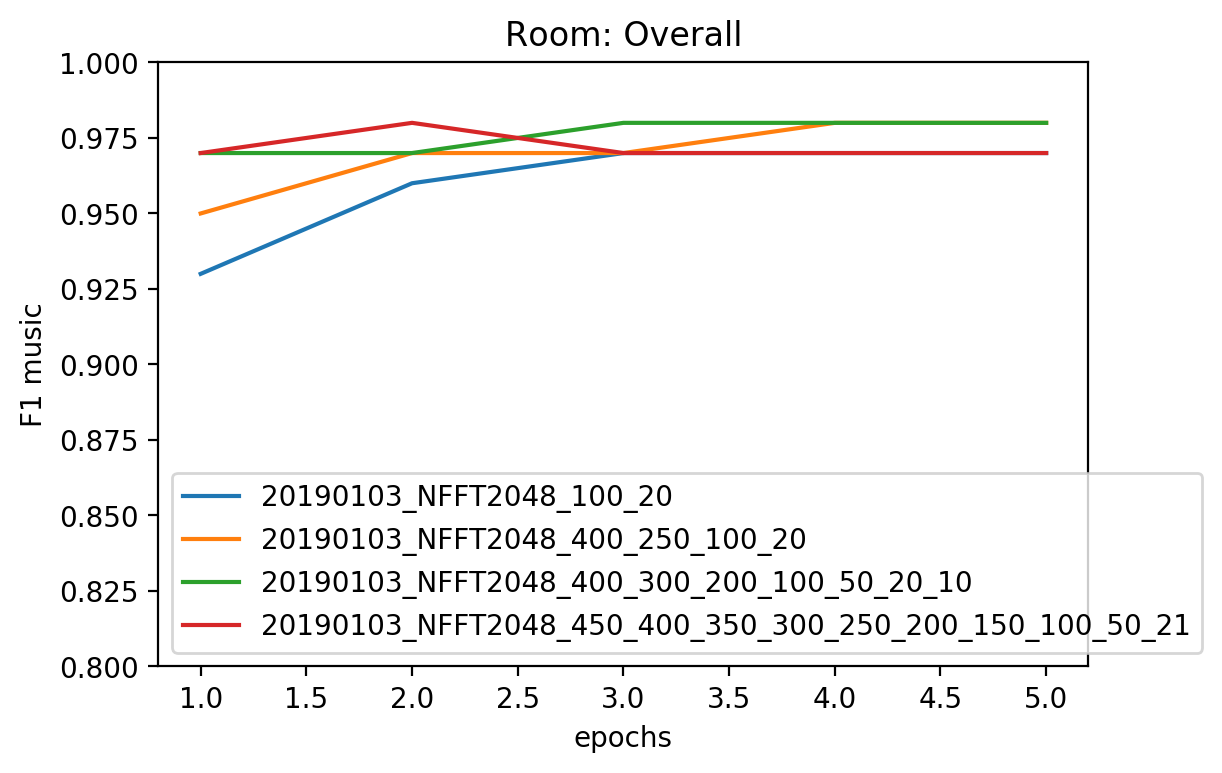 Room: Overall
1.000
0.975
0.950
0.925
0.900
0.875
0.850
0.825
0.800
F1 music
20190103_NFFT2048_100_20
20190103_NFFT2048_400_250_100_20
20190103_NFFT2048_400_300_200_100_50_20_10
20190103_NFFT2048_450_400_350_300_250_200_150_100_50_21
1.0 1.5 2.0 2.5 3.0 3.5 4.0 4.5 5.0
epochs